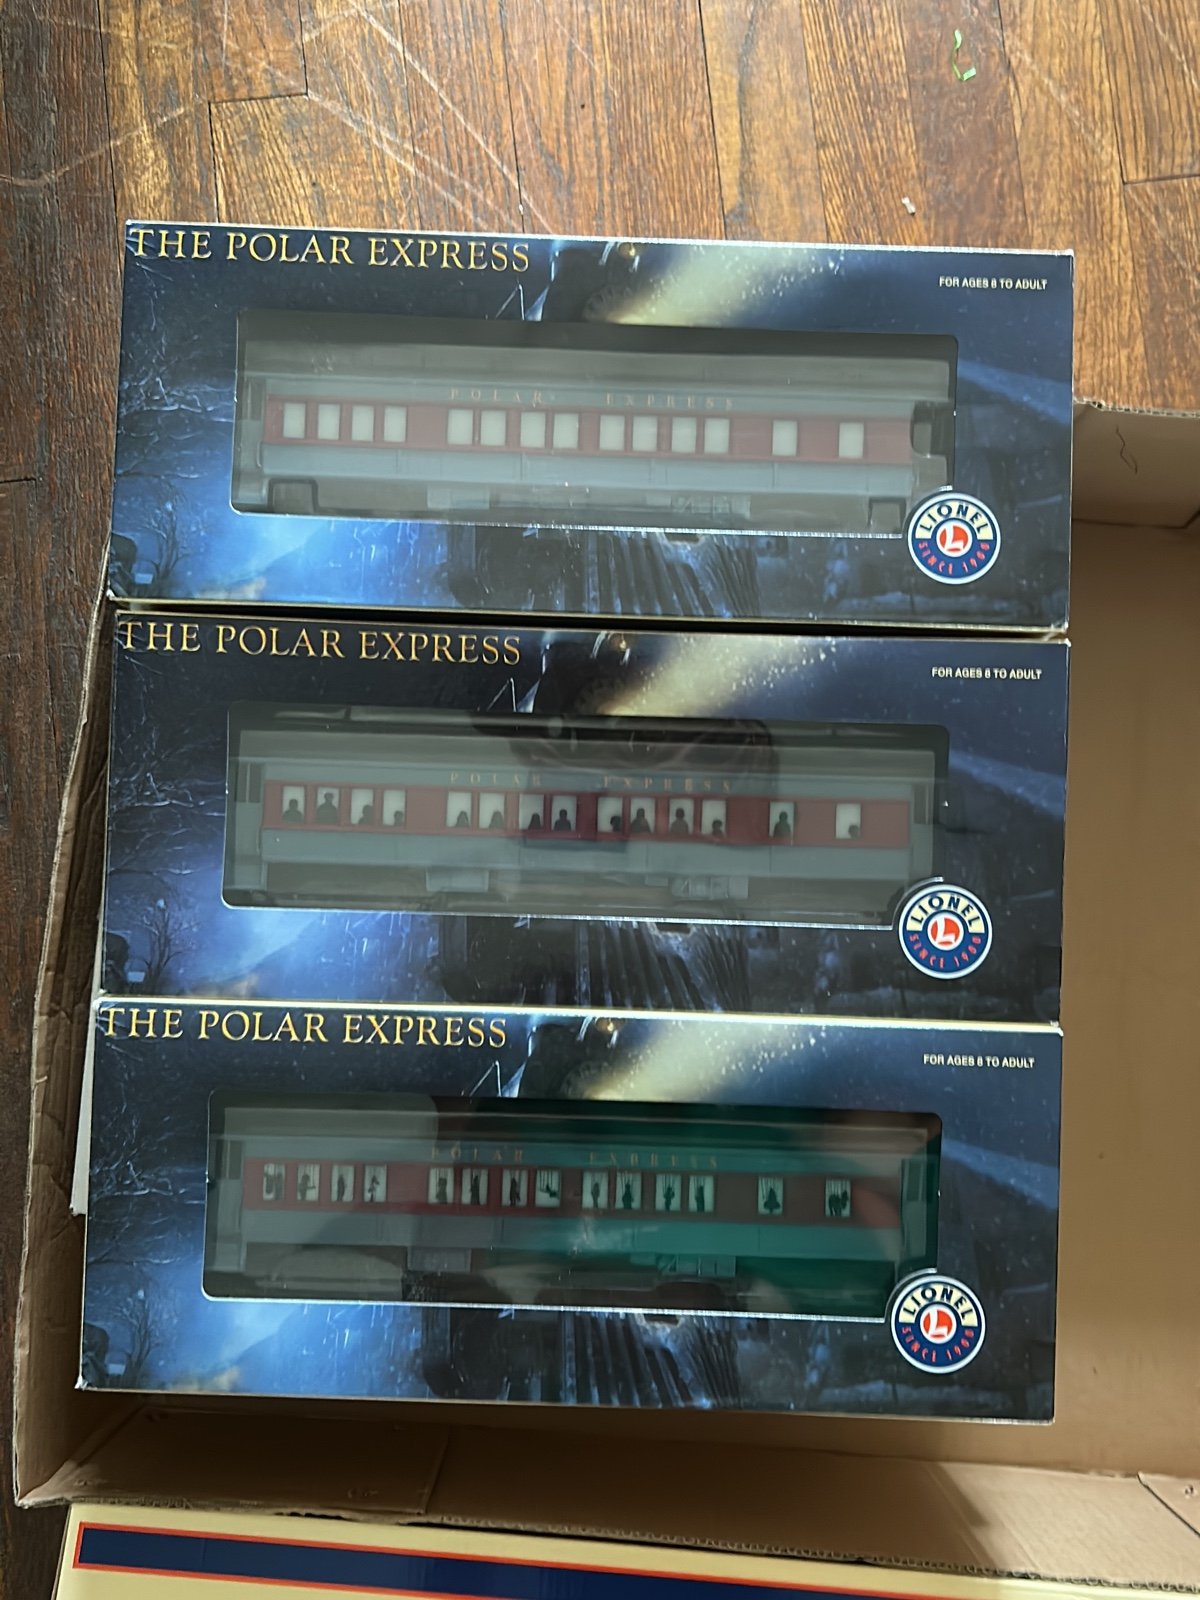 THE POLAR EXPRESS
FOR AGES 8 TO ADULT
POLAR EXPRESS
LIONEL
L
SINCE 1900
THE POLAR EXPRESS
FOR AGES 8 TO ADULT
POLAR EXPRESS
LIONEL
L
SINCE 1900
THE POLAR EXPRESS
FOR AGES 8 TO ADULT
POLAR EXPRESS
LIONEL
L
SINCE 1900